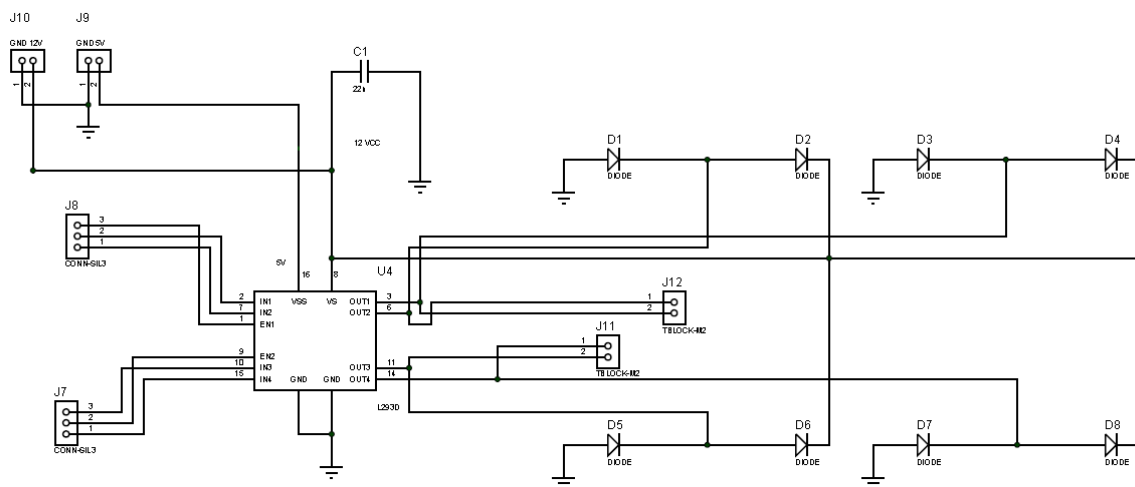 J10
J9
GND 12V
GND 5V
1
2
1
2
C1
22n
12 VCC
D1
DIODE
D2
DIODE
D3
DIODE
D4
DIODE
J8
3
2
1
CONN-SIL3
5V
16
8
U4
2
7
1
IN1
IN2
EN1
VSS
VS
OUT1
OUT2
3
6
J12
1
2
TBLOCK-M2
J11
1
2
TBLOCK-M2
9
10
15
EN2
IN3
IN4
GND
GND
OUT3
OUT4
11
14
L293D
J7
3
2
1
CONN-SIL3
D5
DIODE
D6
DIODE
D7
DIODE
D8
DIODE